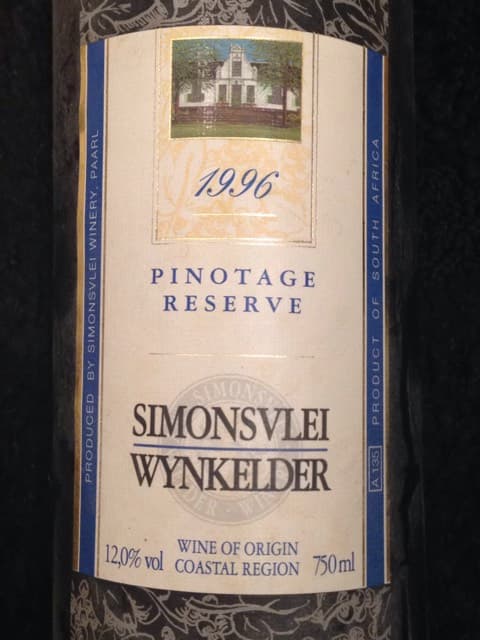 1996
PINOTAGE
RESERVE
SIMONSVLEI
WYNKELDER
12,0% vol
WINE OF ORIGIN
COASTAL REGION
750 ml
PRODUCED BY SIMONSVLEI WINERY, PAARL
A.135 PRODUCT OF SOUTH AFRICA